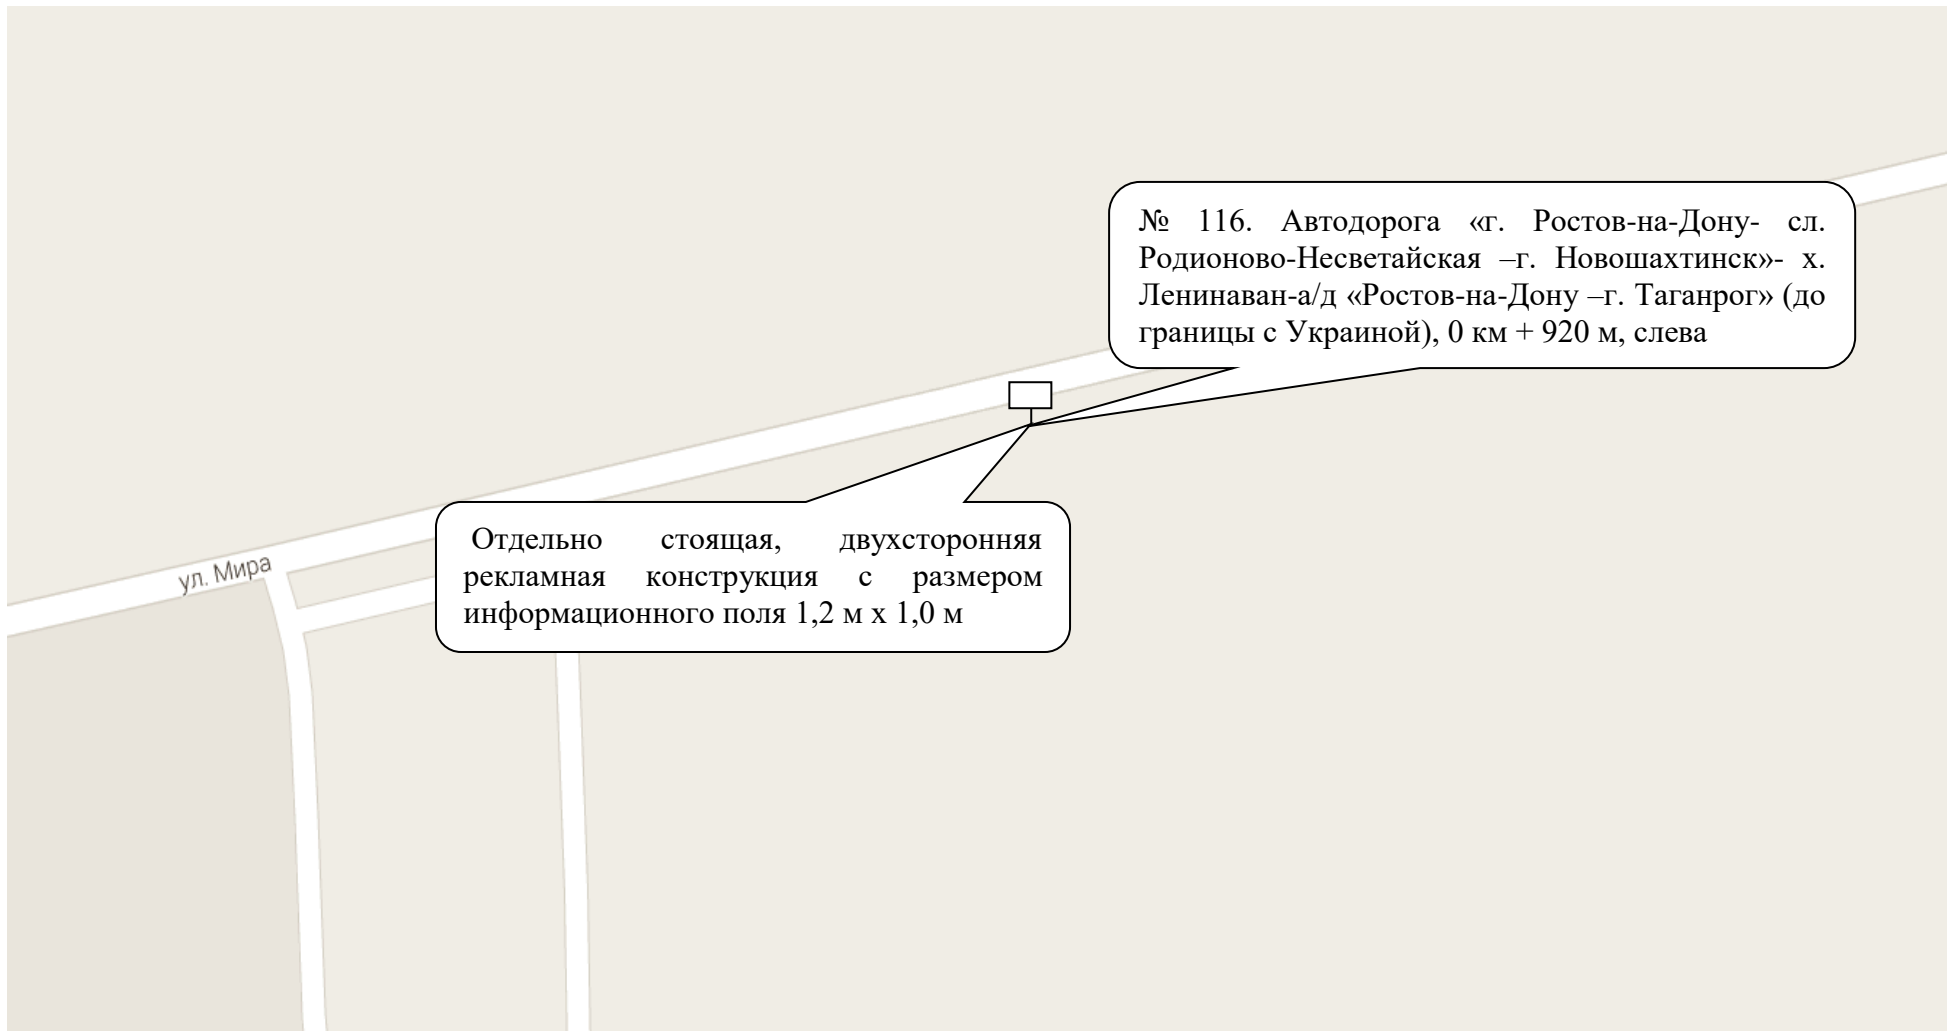 № 116. Автодорога «г. Ростов-на-Дону- сл.
Родионово-Несветайская –г. Новошахтинск»- х.
Ленинаван-а/д «Ростов-на-Дону –г. Таганрог» (до
границы с Украиной), 0 км + 920 м, слева
Отдельно стоящая, двухсторонняя
рекламная конструкция с размером
информационного поля 1,2 м х 1,0 м
ул. Мира